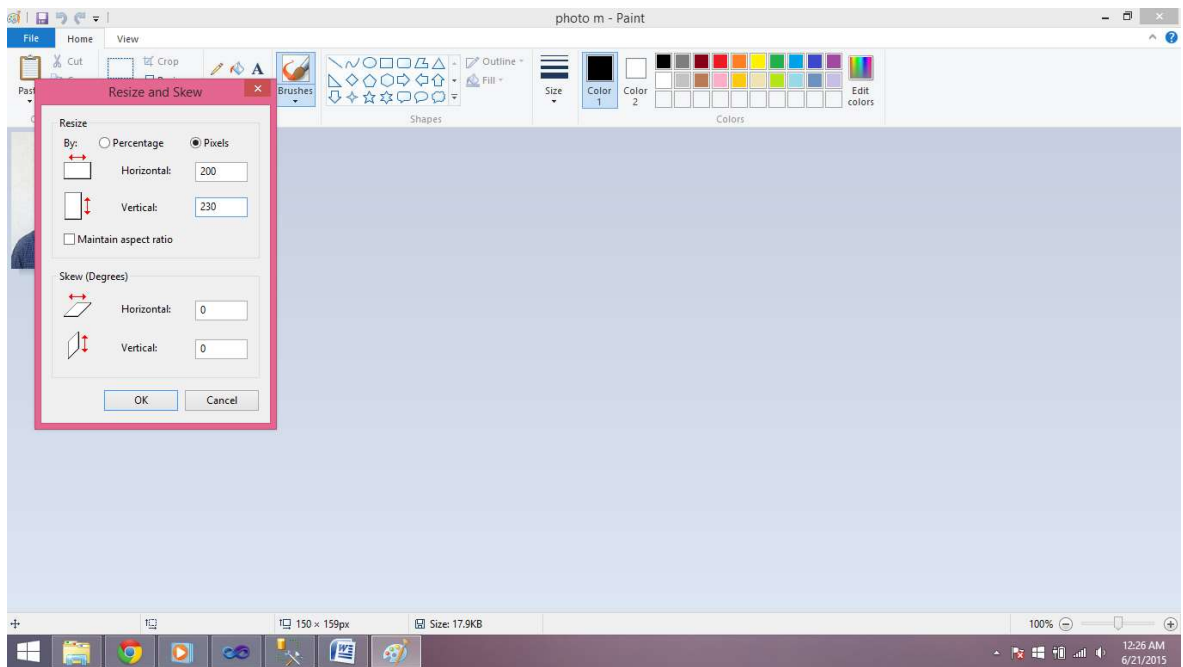 photo m - Paint
File Home View
Cut
Crop
A
Brushes
Outline
Fill
Shapes
Size
Color 1
Color 2
Edit colors
Colors
Resize and Skew
Resize
By: Percentage Pixels
Horizontal: 200
Vertical: 230
Maintain aspect ratio
Skew (Degrees)
Horizontal: 0
Vertical: 0
OK Cancel
150 × 159px
Size: 17.9KB
100%
12:26 AM
6/21/2015